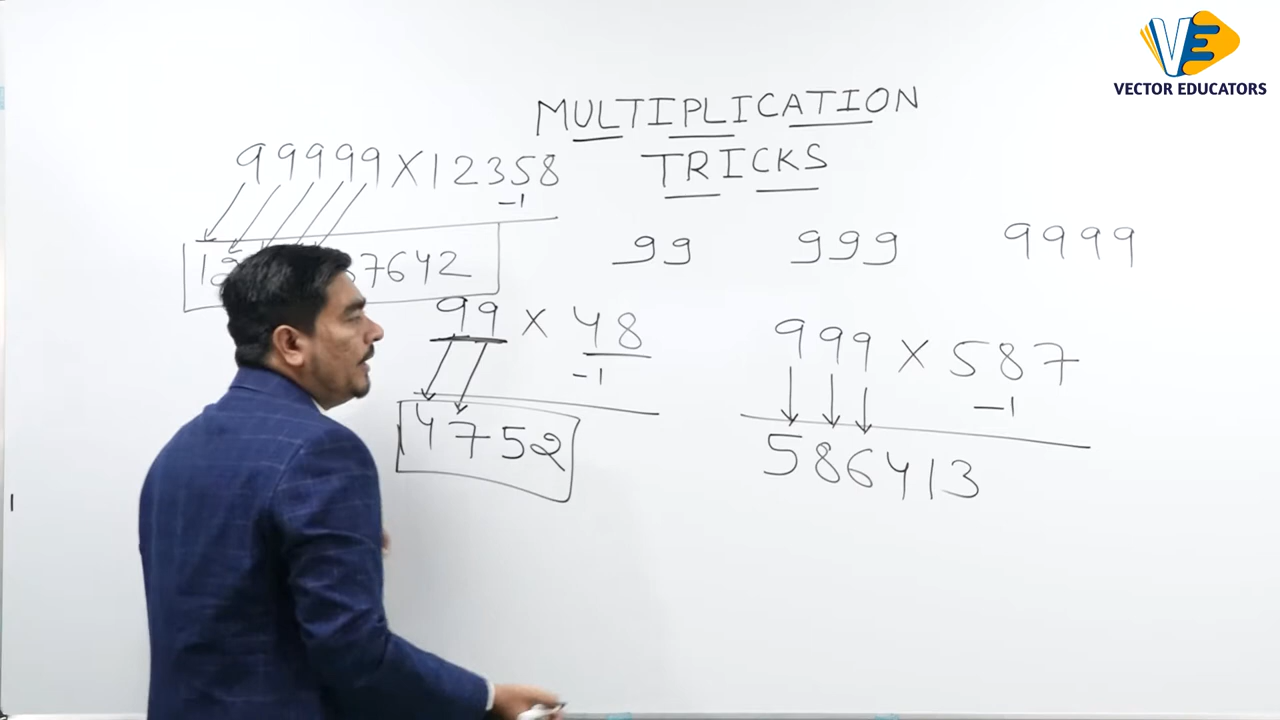 VE
VECTOR EDUCATORS
MULTIPLICATION
TRICKS
99999 × 12358
-1
7642
99 999 9999
99 × 48
-1
4752
999 × 587
-1
586413